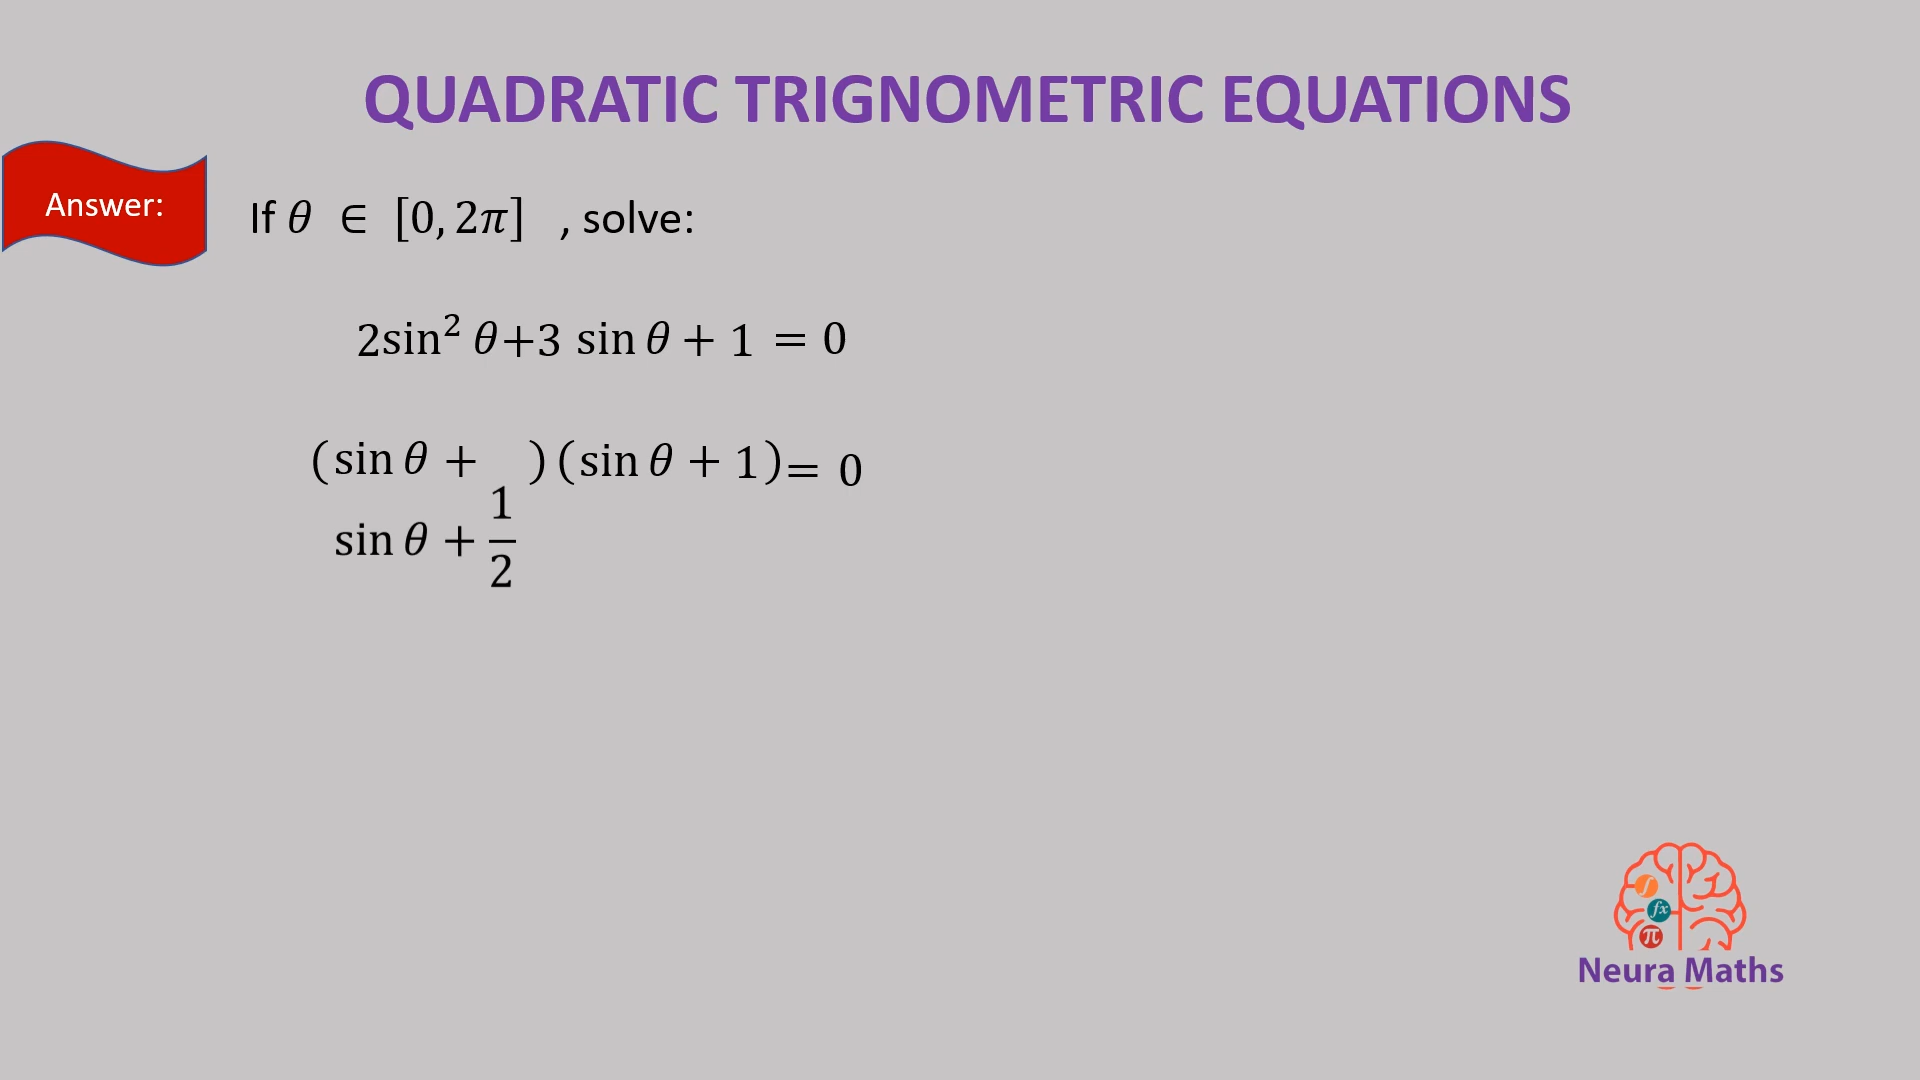 QUADRATIC TRIGNOMETRIC EQUATIONS
Answer:
If θ ∈ [0, 2π] , solve:
2sin² θ+3 sin θ + 1 = 0
(sin θ + )(sin θ + 1)= 0
sin θ + 1/2
∫
fx
π
Neura Maths